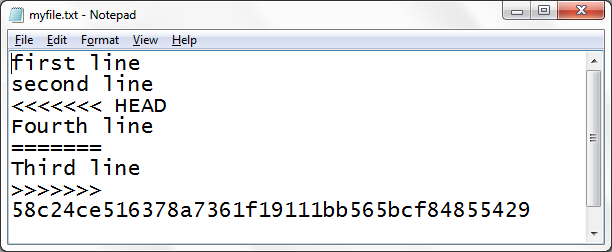 myfile.txt - Notepad
File Edit Format View Help
first line
second line
<<<<<<< HEAD
Fourth line
=======
Third line
>>>>>>>
58c24ce516378a7361f19111bb565bcf84855429